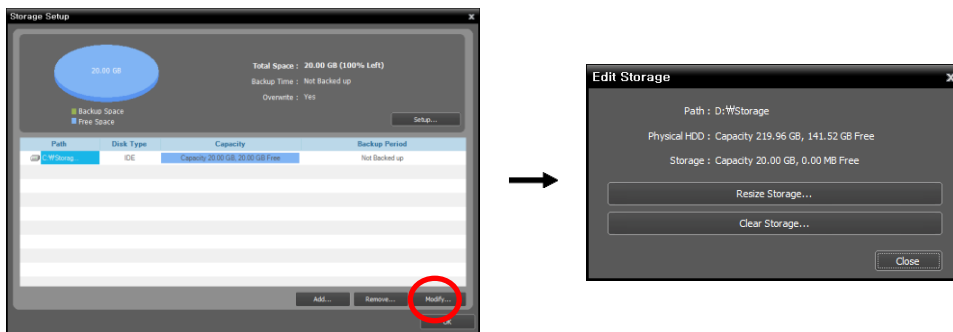 Storage Setup x
20.00 GB
Total Space : 20.00 GB (100% Left)
Backup Time : Not Backed up
Overwrite : Yes
Backup Space
Free Space
Setup...
Path Disk Type Capacity Backup Period
C:₩Storag. IDE Capacity 20.00 GB, 20.00 GB Free Not Backed up
Add... Remove... Modify...
OK
Edit Storage x
Path : D:₩Storage
Physical HDD : Capacity 219.96 GB, 141.52 GB Free
Storage : Capacity 20.00 GB, 0.00 MB Free
Resize Storage...
Clear Storage...
Close